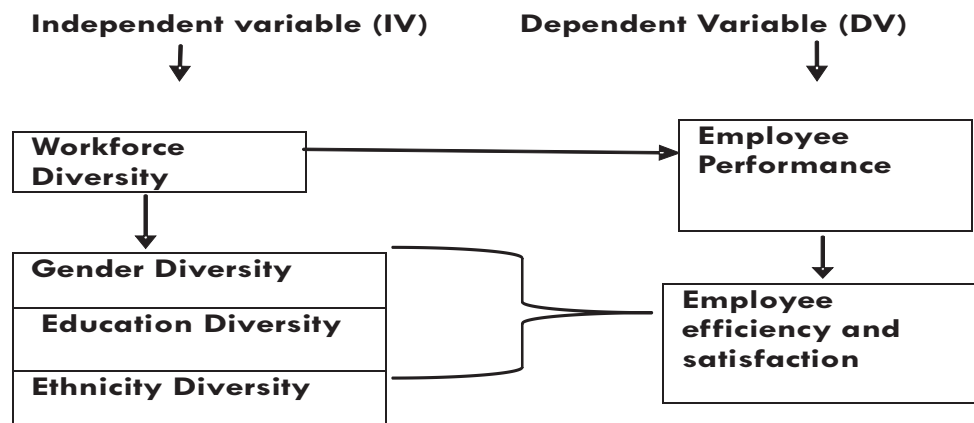 Independent variable (IV)
Dependent Variable (DV)
Workforce
Diversity
Employee
Performance
Gender Diversity
Education Diversity
Ethnicity Diversity
Employee
efficiency and
satisfaction